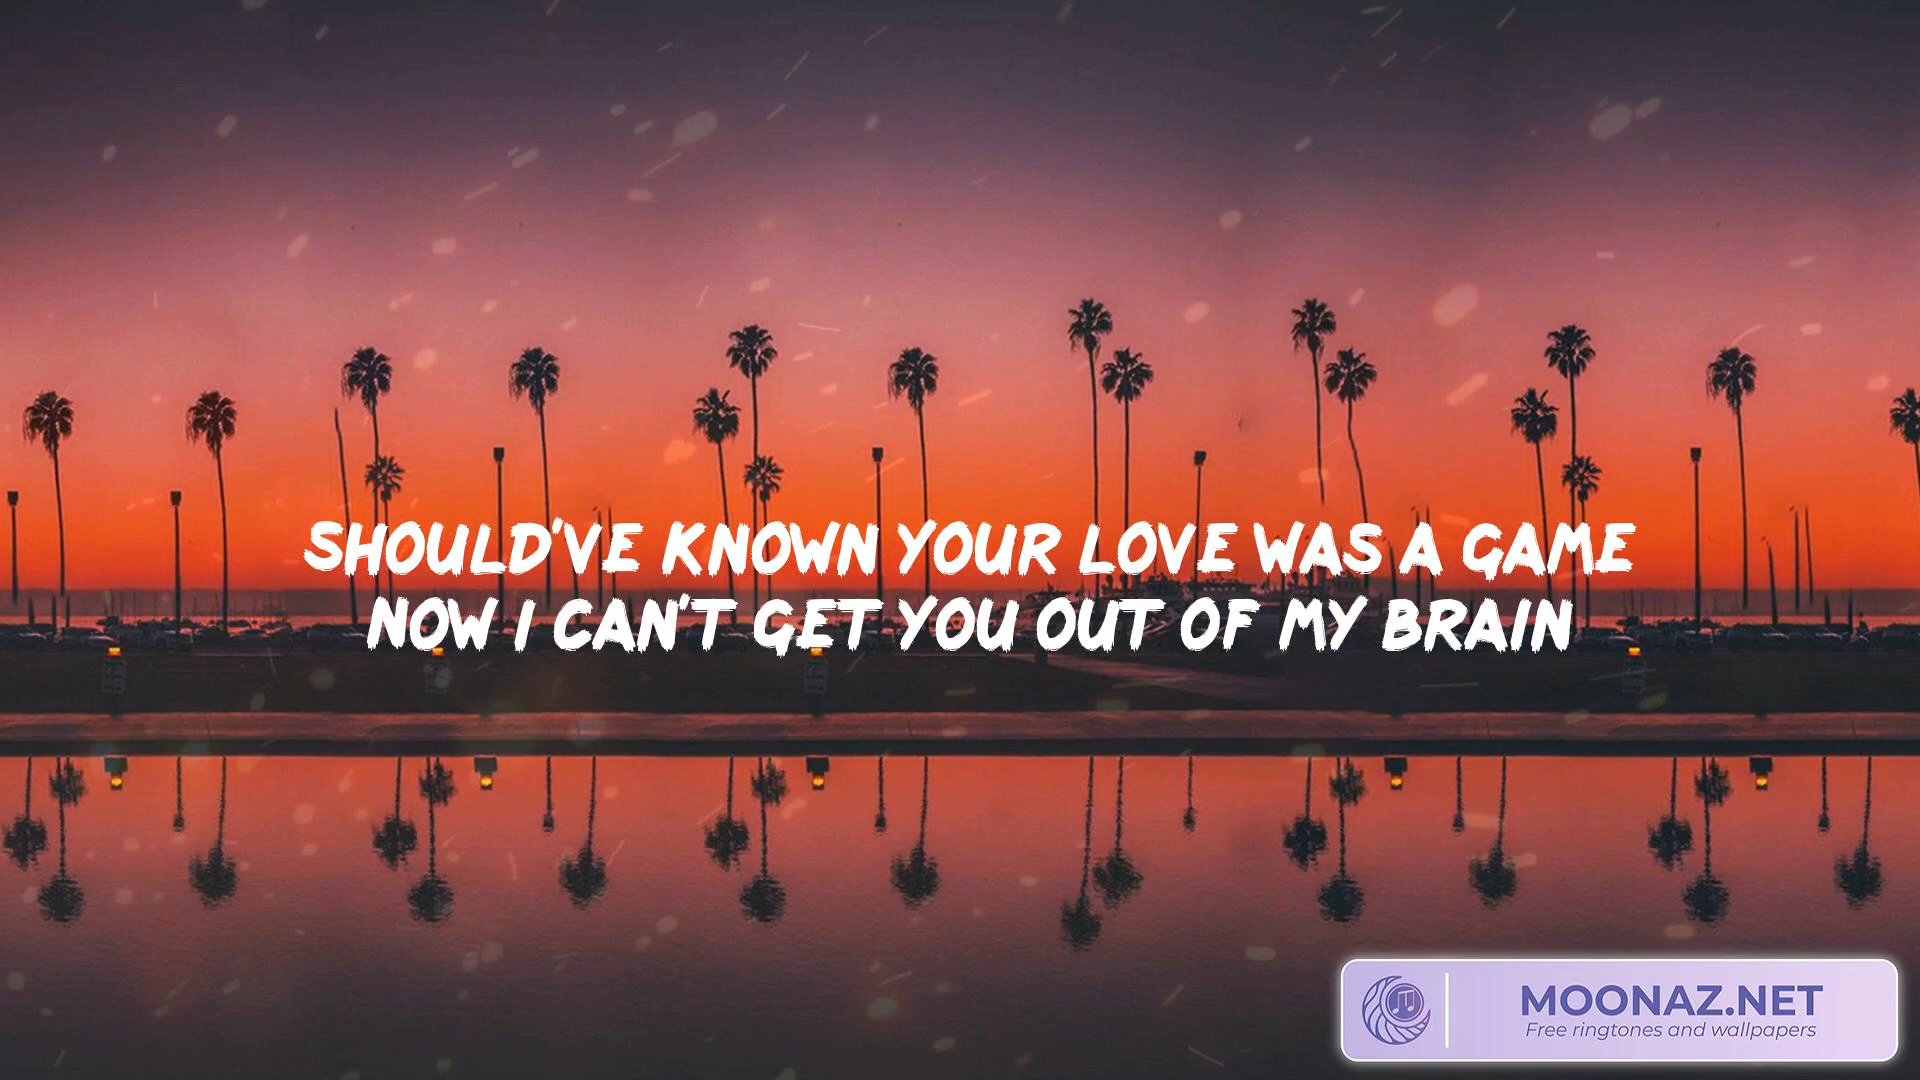 SHOULD'VE KNOWN YOUR LOVE WAS A GAME
NOW I CAN'T GET YOU OUT OF MY BRAIN
MOONAZ.NET
Free ringtones and wallpapers